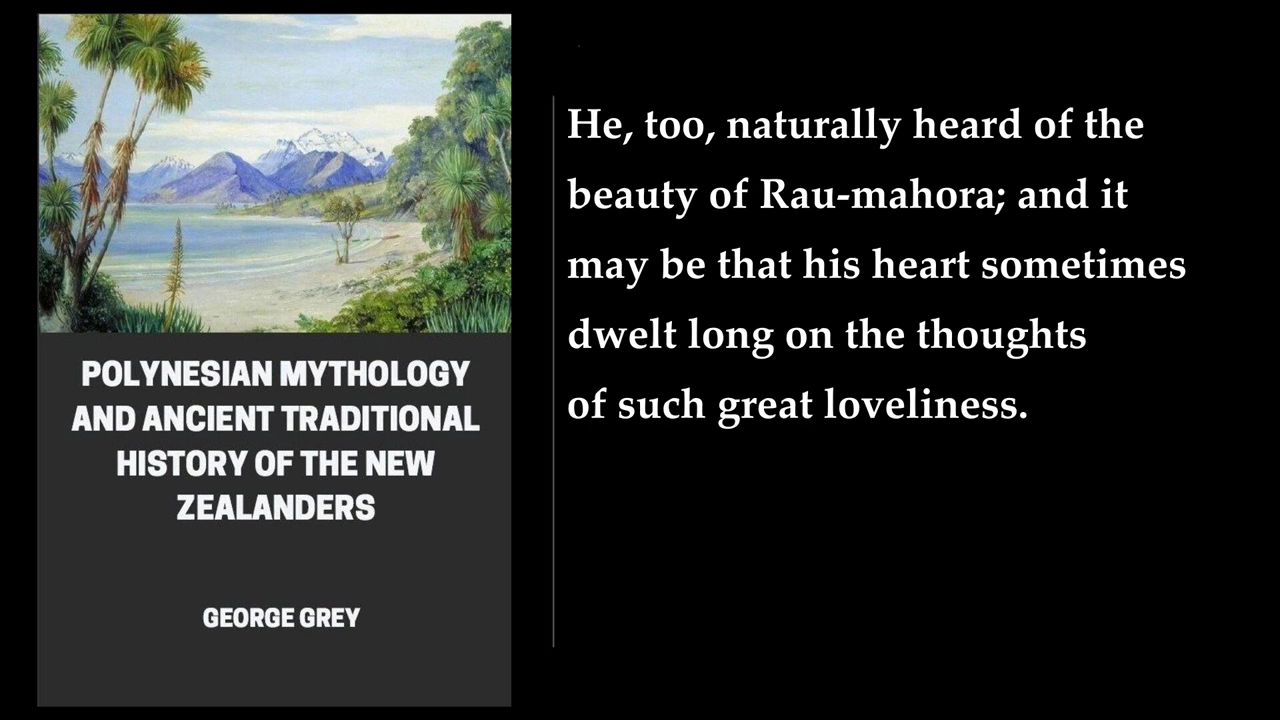 POLYNESIAN MYTHOLOGY
AND ANCIENT TRADITIONAL
HISTORY OF THE NEW
ZEALANDERS
GEORGE GREY
He, too, naturally heard of the
beauty of Rau-mahora; and it
may be that his heart sometimes
dwelt long on the thoughts
of such great loveliness.